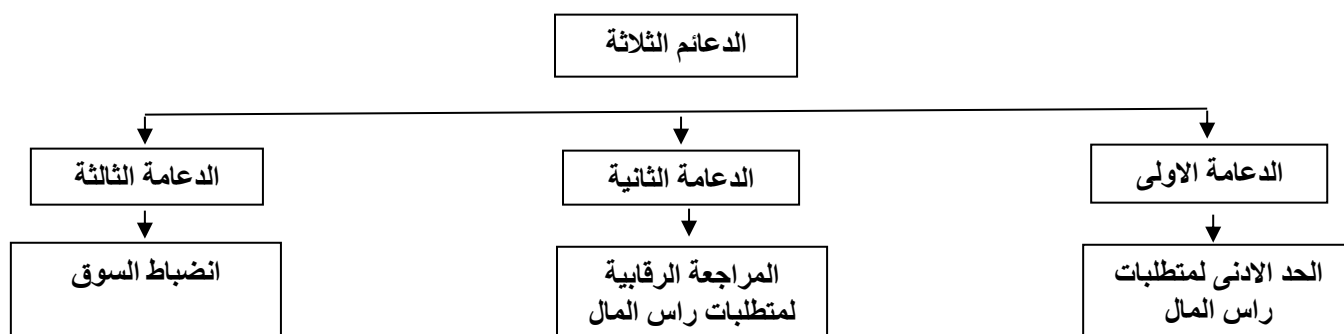 الدعائم الثلاثة
الدعامة الاولى
الدعامة الثانية
الدعامة الثالثة
الحد الادنى لمتطلبات
راس المال
المراجعة الرقابية
لمتطلبات راس المال
انضباط السوق